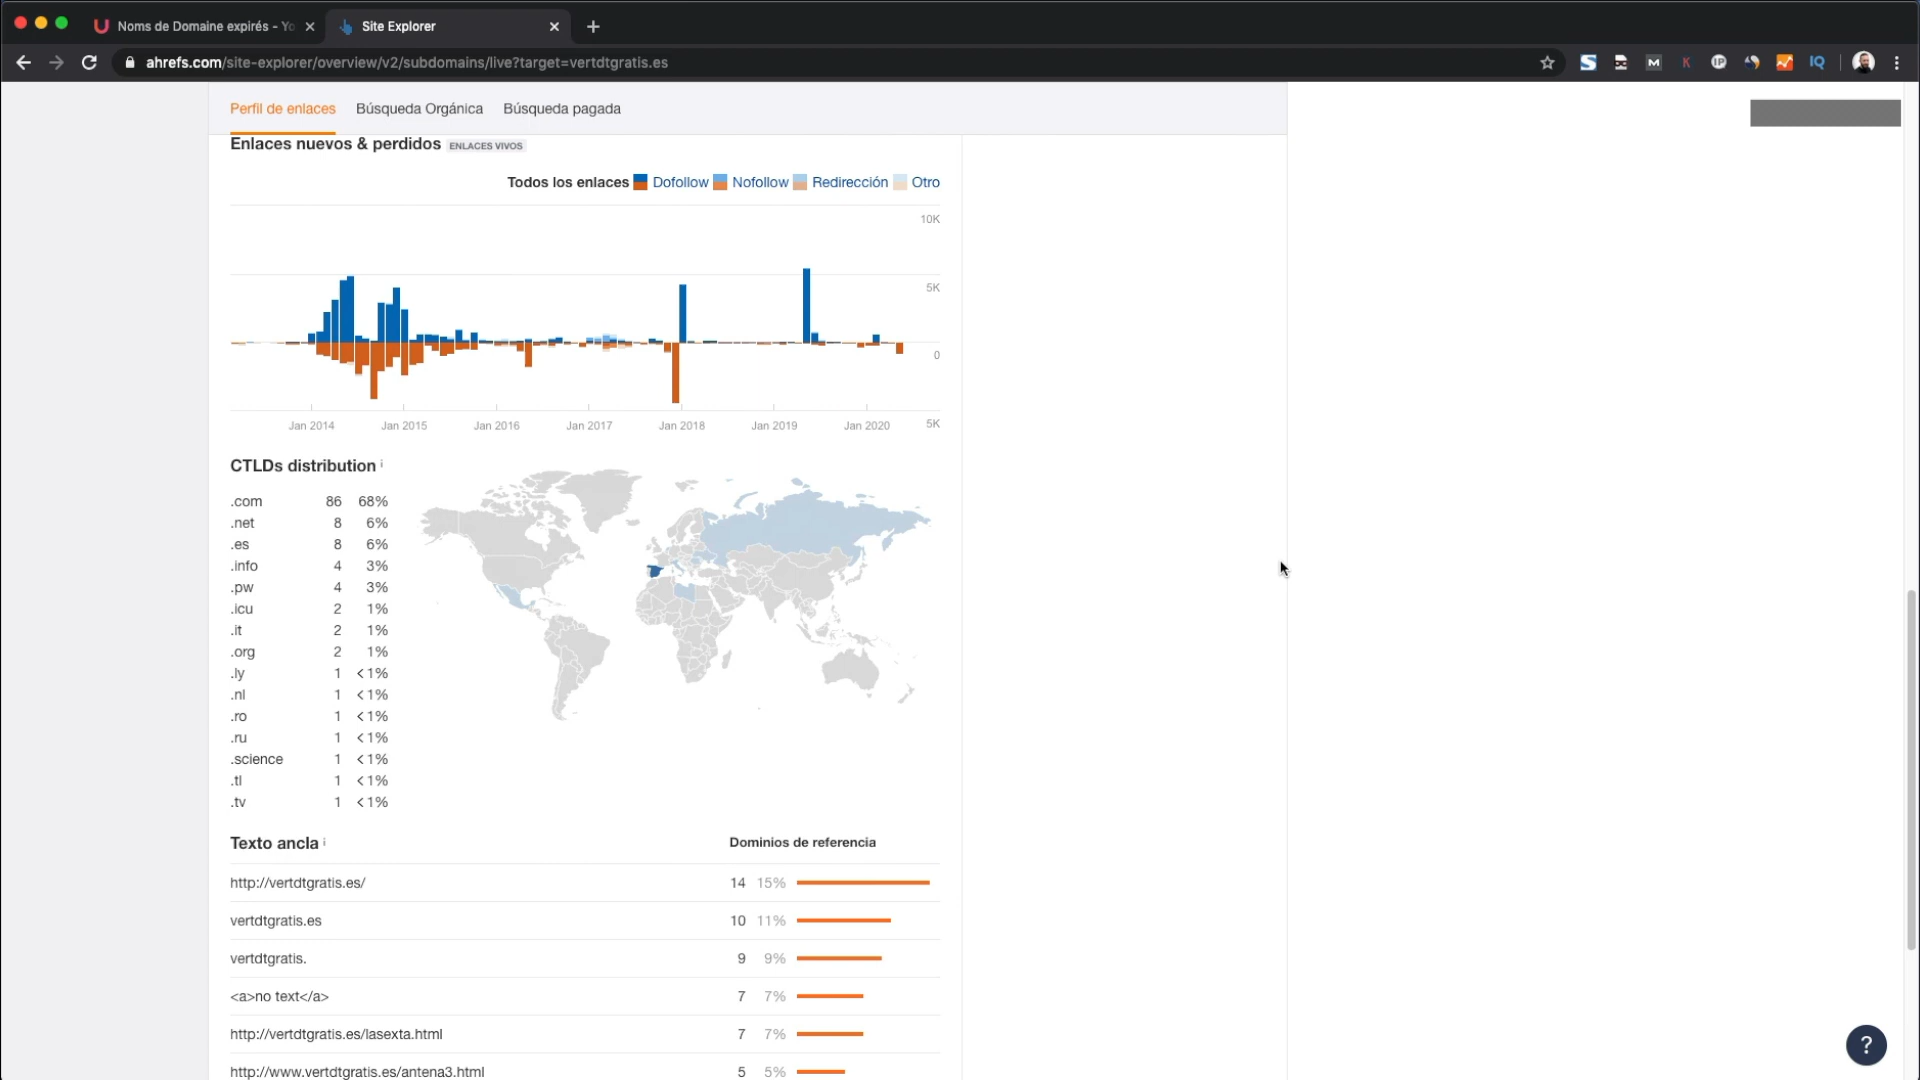 Noms de Domaine expirés - Yo
Site Explorer
ahrefs.com/site-explorer/overview/v2/subdomains/live?target=vertdtgratis.es
S
M
K
IP
IQ
Perfil de enlaces
Búsqueda Orgánica
Búsqueda pagada
Enlaces nuevos & perdidos ENLACES VIVOS
Todos los enlaces Dofollow Nofollow Redirección Otro
10K
5K
0
5K
Jan 2014 Jan 2015 Jan 2016 Jan 2017 Jan 2018 Jan 2019 Jan 2020
CTLDs distribution i
.com 86 68%
.net 8 6%
.es 8 6%
.info 4 3%
.pw 4 3%
.icu 2 1%
.it 2 1%
.org 2 1%
.ly 1 <1%
.nl 1 <1%
.ro 1 <1%
.ru 1 <1%
.science 1 <1%
.tl 1 <1%
.tv 1 <1%
Texto ancla i Dominios de referencia
http://vertdtgratis.es/ 14 15%
vertdtgratis.es 10 11%
vertdtgratis. 9 9%
<a>no text</a> 7 7%
http://vertdtgratis.es/lasexta.html 7 7%
http://www.vertdtgratis.es/antena3.html 5 5%
?